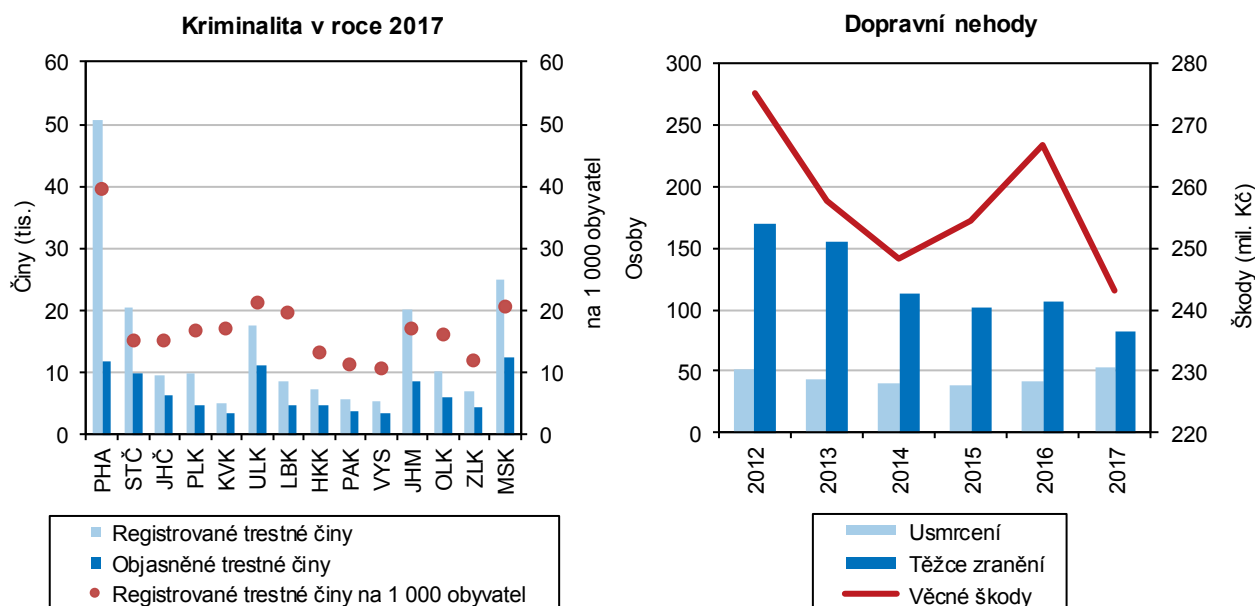 Kriminalita v roce 2017
60
50
40
30
20
10
0
Činy (tis.)
60
50
40
30
20
10
0
na 1 000 obyvatel
PHA
STČ
JHČ
PLK
KVK
ULK
LBK
HKK
PAK
VYS
JHM
OLK
ZLK
MSK
Registrované trestné činy
Objasněné trestné činy
Registrované trestné činy na 1 000 obyvatel
Dopravní nehody
300
250
200
150
100
50
0
Osoby
280
270
260
250
240
230
220
Škody (mil. Kč)
2012
2013
2014
2015
2016
2017
Usmrcení
Těžce zranění
Věcné škody